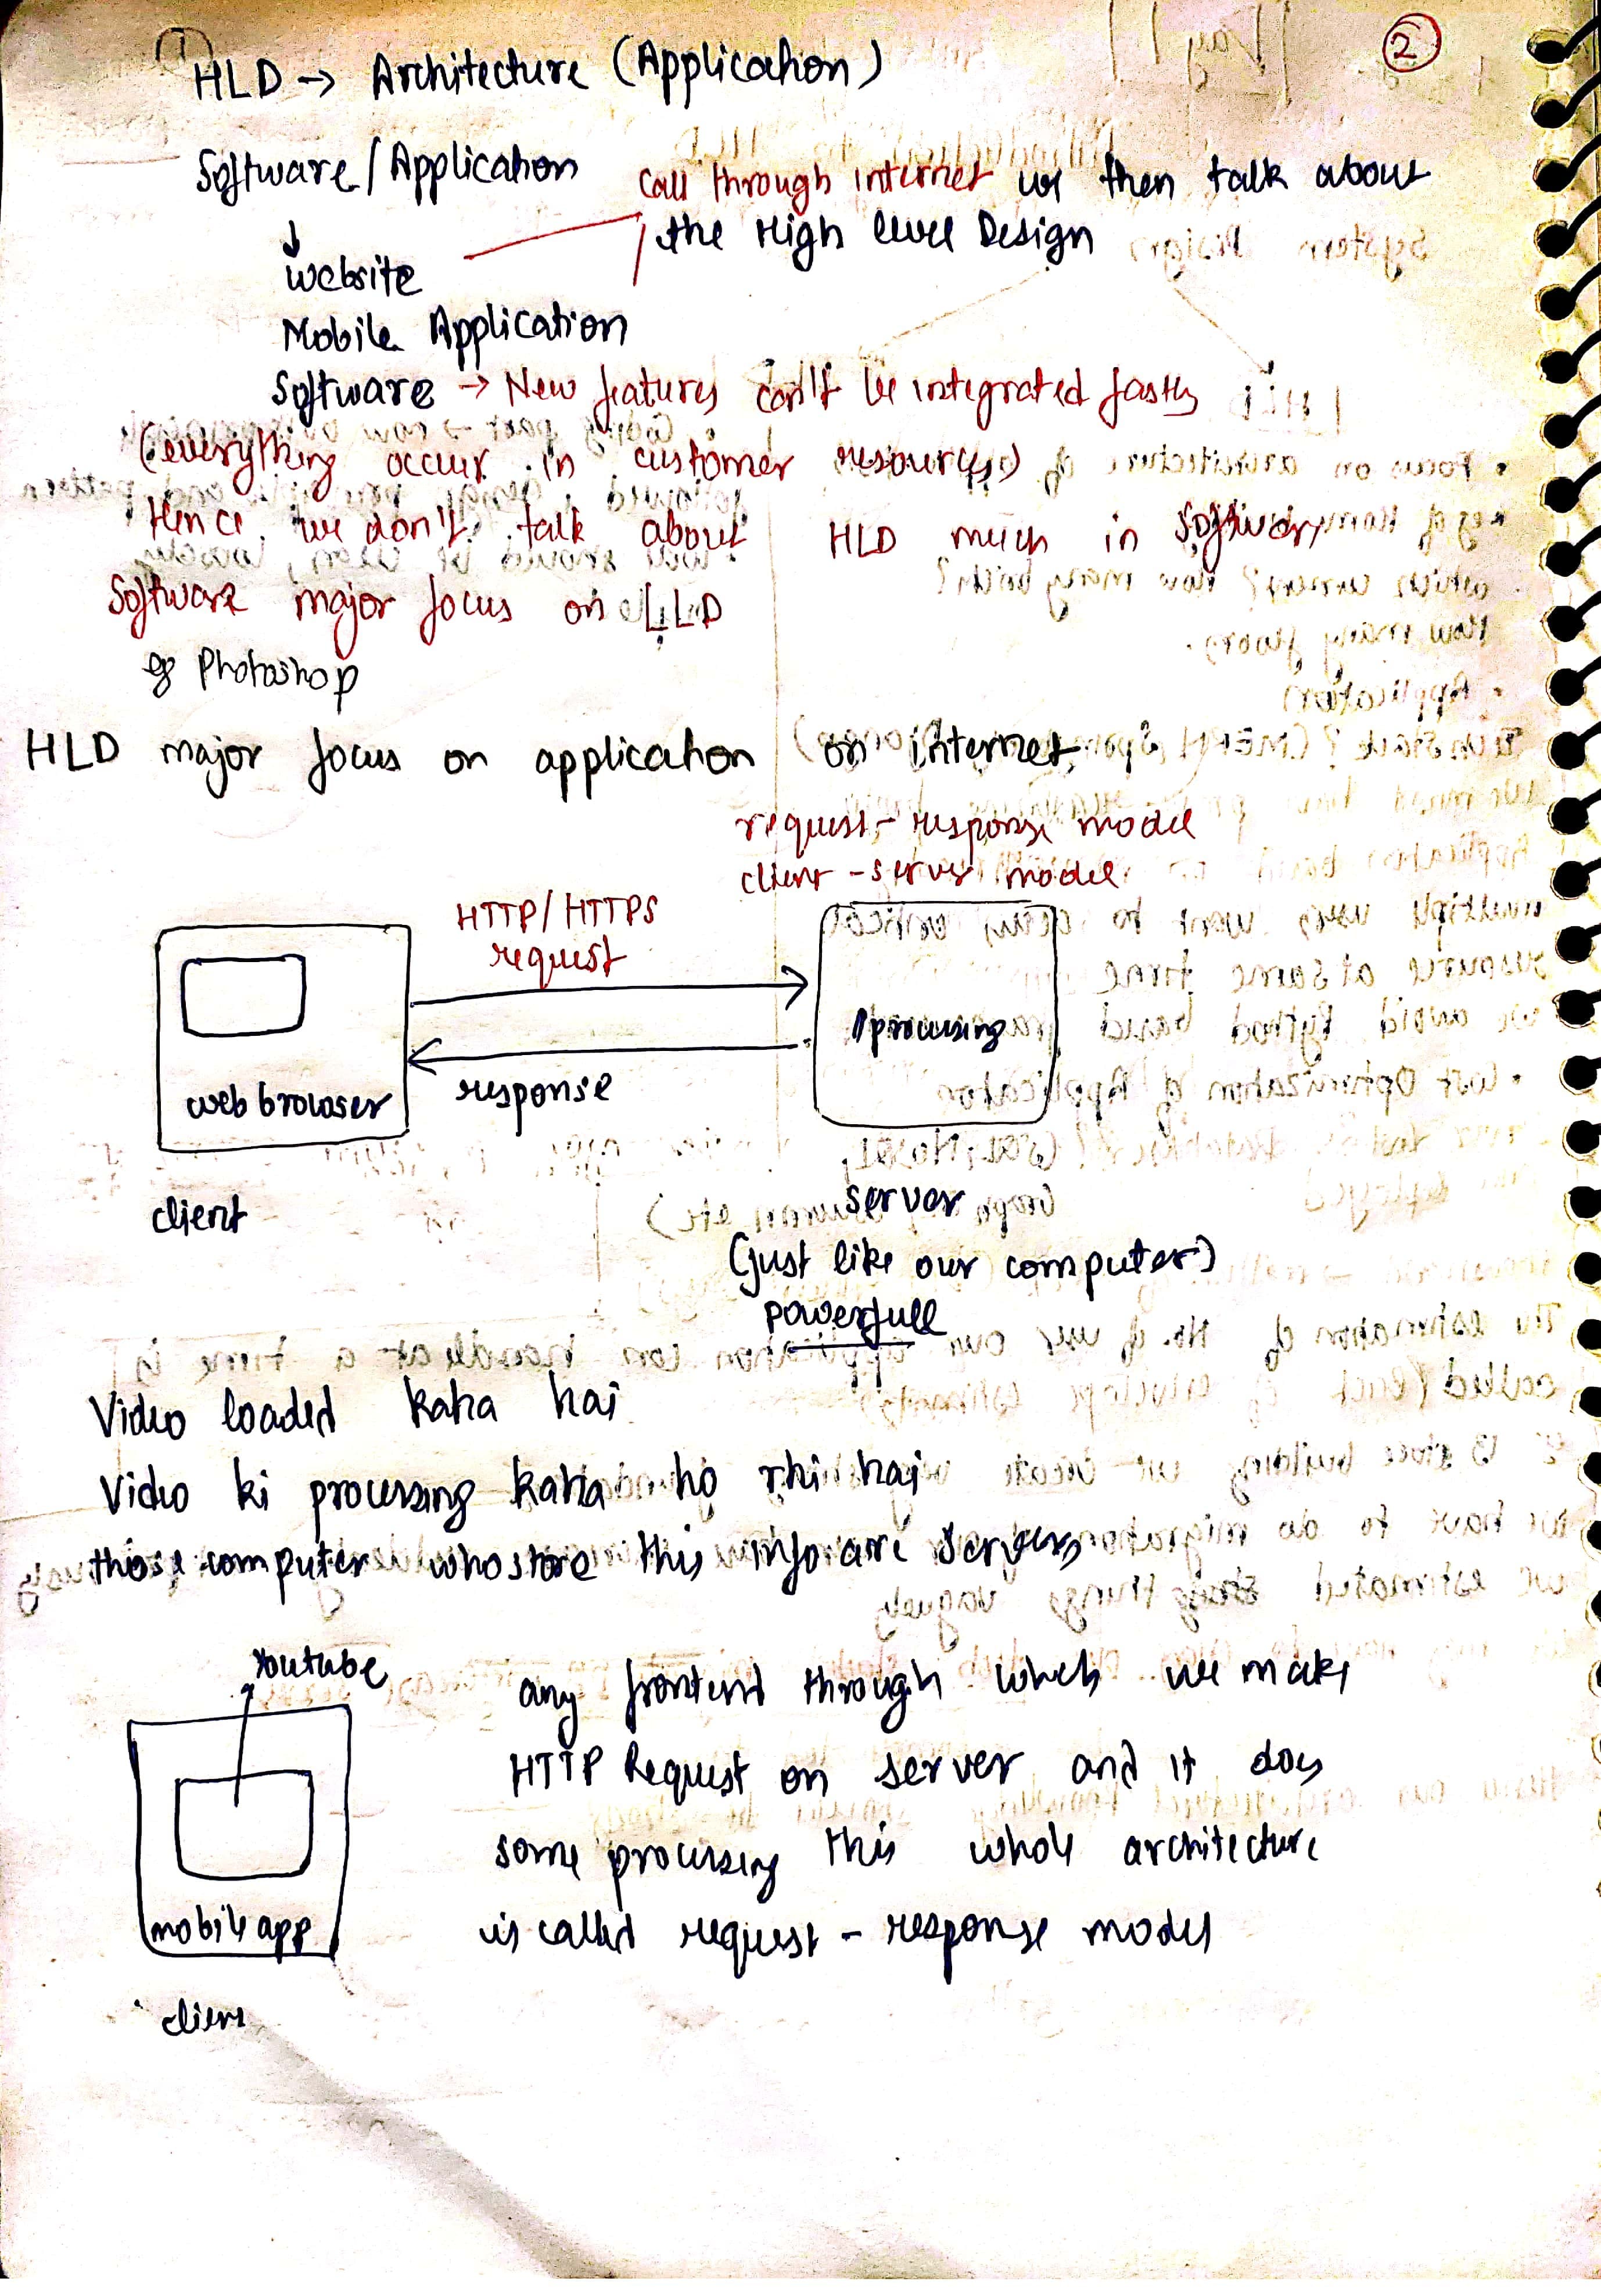 2
HLD → Architecture (Application)
Software / Application call through internet we then talk about
the High level Design
↓
website
Mobile Application
Software → New features can't be integrated fastly
(everything occur in customer resources)
Hence we don't talk about HLD much in software,
Software major focus on LLD
eg Photoshop
HLD major focus on application on internet
request - response model
client - server model
HTTP/HTTPS
request
processing
web browser
response
client
server
(just like our computer)
powerfull
Video loaded kaha hai
Video ki processing kaha ho rhi hai
those computer who store this info are servers
Youtube
any frontend through which we make
HTTP Request on server and it does
some processing this whole architecture
is called request - response model
mobile app
client